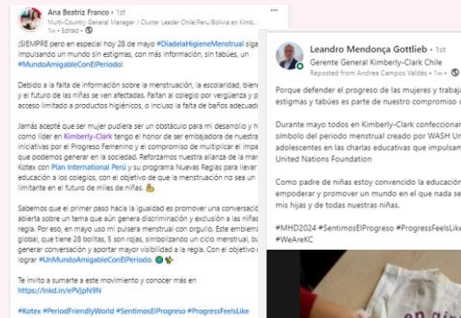 Ana Beatriz Franco • 1st
Multi-Country General Manager / Cluster Leader Chile/Peru/Bolivia en Kimb...
1w • Edited •
¡SIEMPRE pero en especial hoy 28 de mayo #DiadelaHigieneMenstrual siga
impulsando un mundo sin estigmas, con más información, sin tabúes, un
#MundoAmigableConElPeriodo!
Debido a la falta de información sobre la menstruación, la escolaridad, bien
y el futuro de las niñas se ven afectadas. Faltan al colegio por vergüenza y p
acceso limitado a productos higiénicos, o incluso la falta de baños adecuad
Jamás acepté que ser mujer pudiera ser un obstáculo para mi desarrollo y h
como líder en Kimberly-Clark tengo el honor de ser embajadora de nuestra
iniciativas por el Progreso Femenino y el compromiso de multiplicar el impa
que podemos generar en la sociedad. Reforzamos nuestra alianza de la mar
Kotex con Plan International Perú y su programa Nuevas Reglas para llevar
educación a los colegios, con el objetivo de que la menstruación no sea un
limitante en el futuro de miles de niñas.
Sabemos que el primer paso hacia la igualdad es promover una conversació
abierta sobre un tema que aún genera discriminación y exclusión a las niñas
regla. Por eso, en mayo uso mi pulsera menstrual con orgullo. Este emblema
global, que tiene 28 bolitas, 5 son rojas, simbolizando un ciclo menstrual, bu
generar conversación y aportar mayor visibilidad a la regla. Con el objetivo d
lograr #UnMundoAmigableConElPeriodo.
Te invito a sumarte a este movimiento y conocer más en
https://lnkd.in/ePVjpN9N
#Kotex #PeriodFriendlyWorld #SentimosElProgreso #ProgressFeelsLike
Leandro Mendonça Gottlieb • 1st
Gerente General Kimberly-Clark Chile
Reposted from Andrea Campos Valdés • 1w •
Porque defender el progreso de las mujeres y trabaja
estigmas y tabúes es parte de nuestro compromiso
Durante mayo todos en Kimberly-Clark confeccionar
símbolo del periodo menstrual creado por WASH Un
adolescentes en las charlas educativas que impulsam
United Nations Foundation
Como padre de niñas estoy convencido la educación
empoderar y promover un mundo en el que nada se
mis hijas y de todas nuestras niñas.
#MHD2024 #SentimosElProgreso #ProgressFeelsLike
#WeAreKC